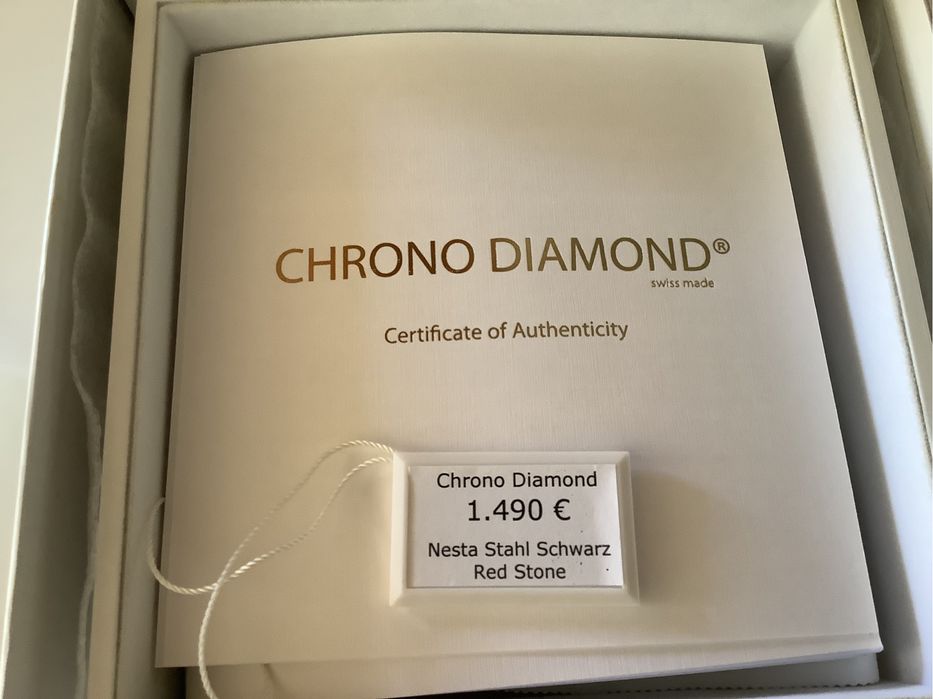 CHRONO DIAMOND®
swiss made
Certificate of Authenticity
Chrono Diamond
1.490 €
Nesta Stahl Schwarz
Red Stone